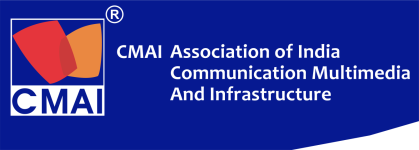 ®
CMAI
CMAI Association of India
Communication Multimedia
And Infrastructure